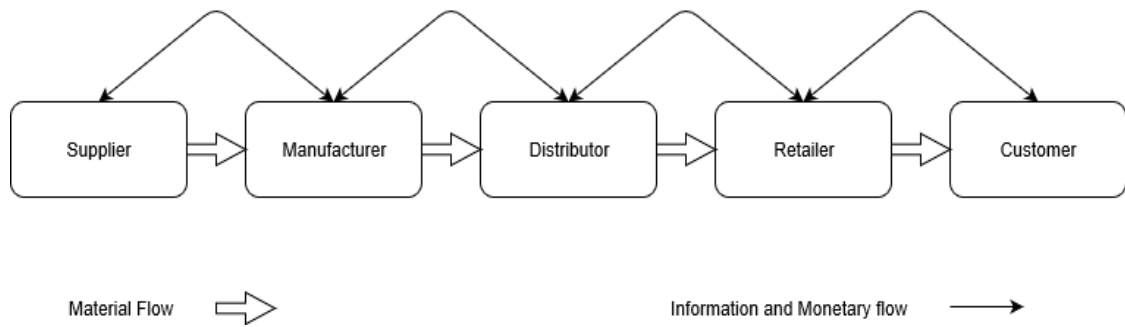 Supplier
Manufacturer
Distributor
Retailer
Customer
Material Flow
Information and Monetary flow